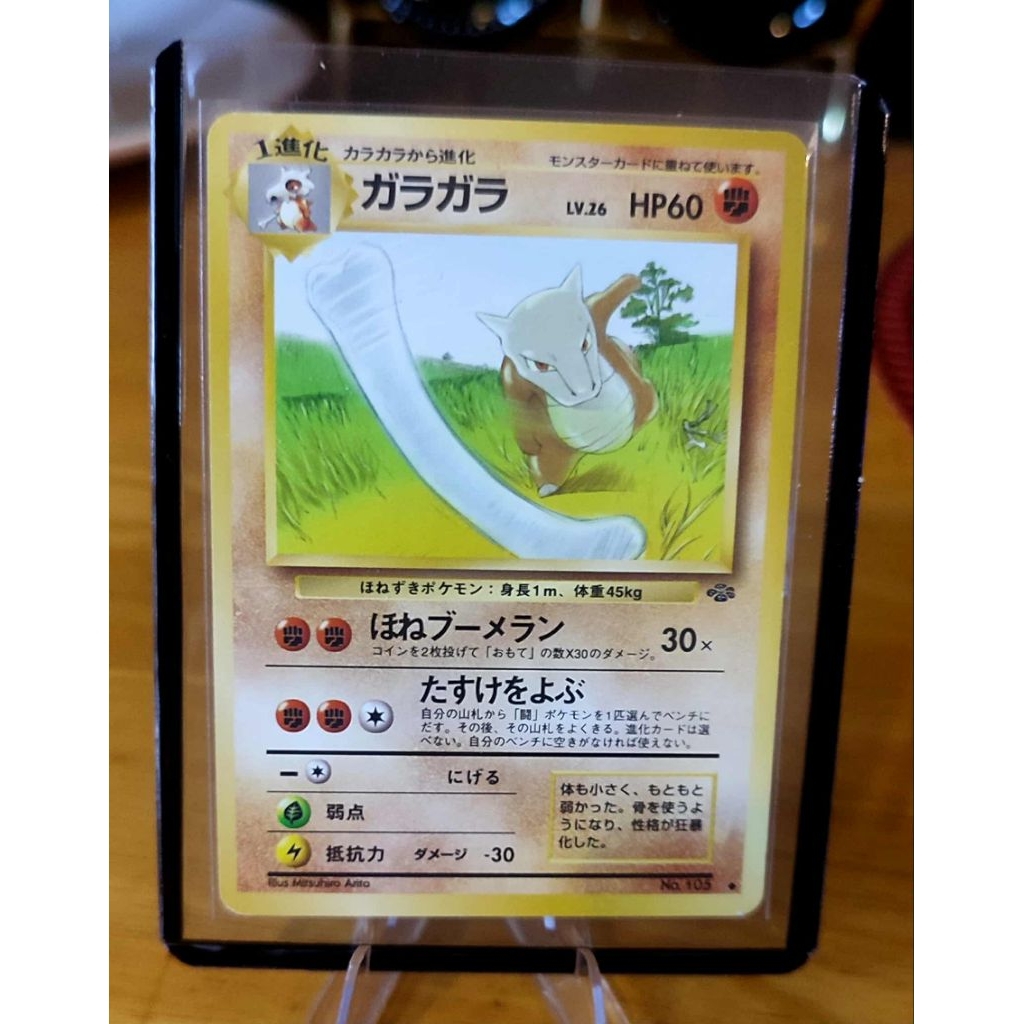 1進化 カラカラから進化 モンスターカードに重ねて使います。
ガラガラ LV.26 HP60
ほねずきポケモン：身長1m、体重45kg
ほねブーメラン 30×
コインを2枚投げて「おもて」の数X30のダメージ。
たすけをよぶ
自分の山札から「闘」ポケモンを1匹選んでベンチに
だす。その後、その山札をよくきる。進化カードは選
べない。自分のベンチに空きがなければ使えない。
ー にげる
弱点
抵抗力 ダメージ -30
体も小さく、もともと
弱かった。骨を使うよ
うになり、性格が狂暴
化した。
Illus Mitsuhiro Arita No. 105